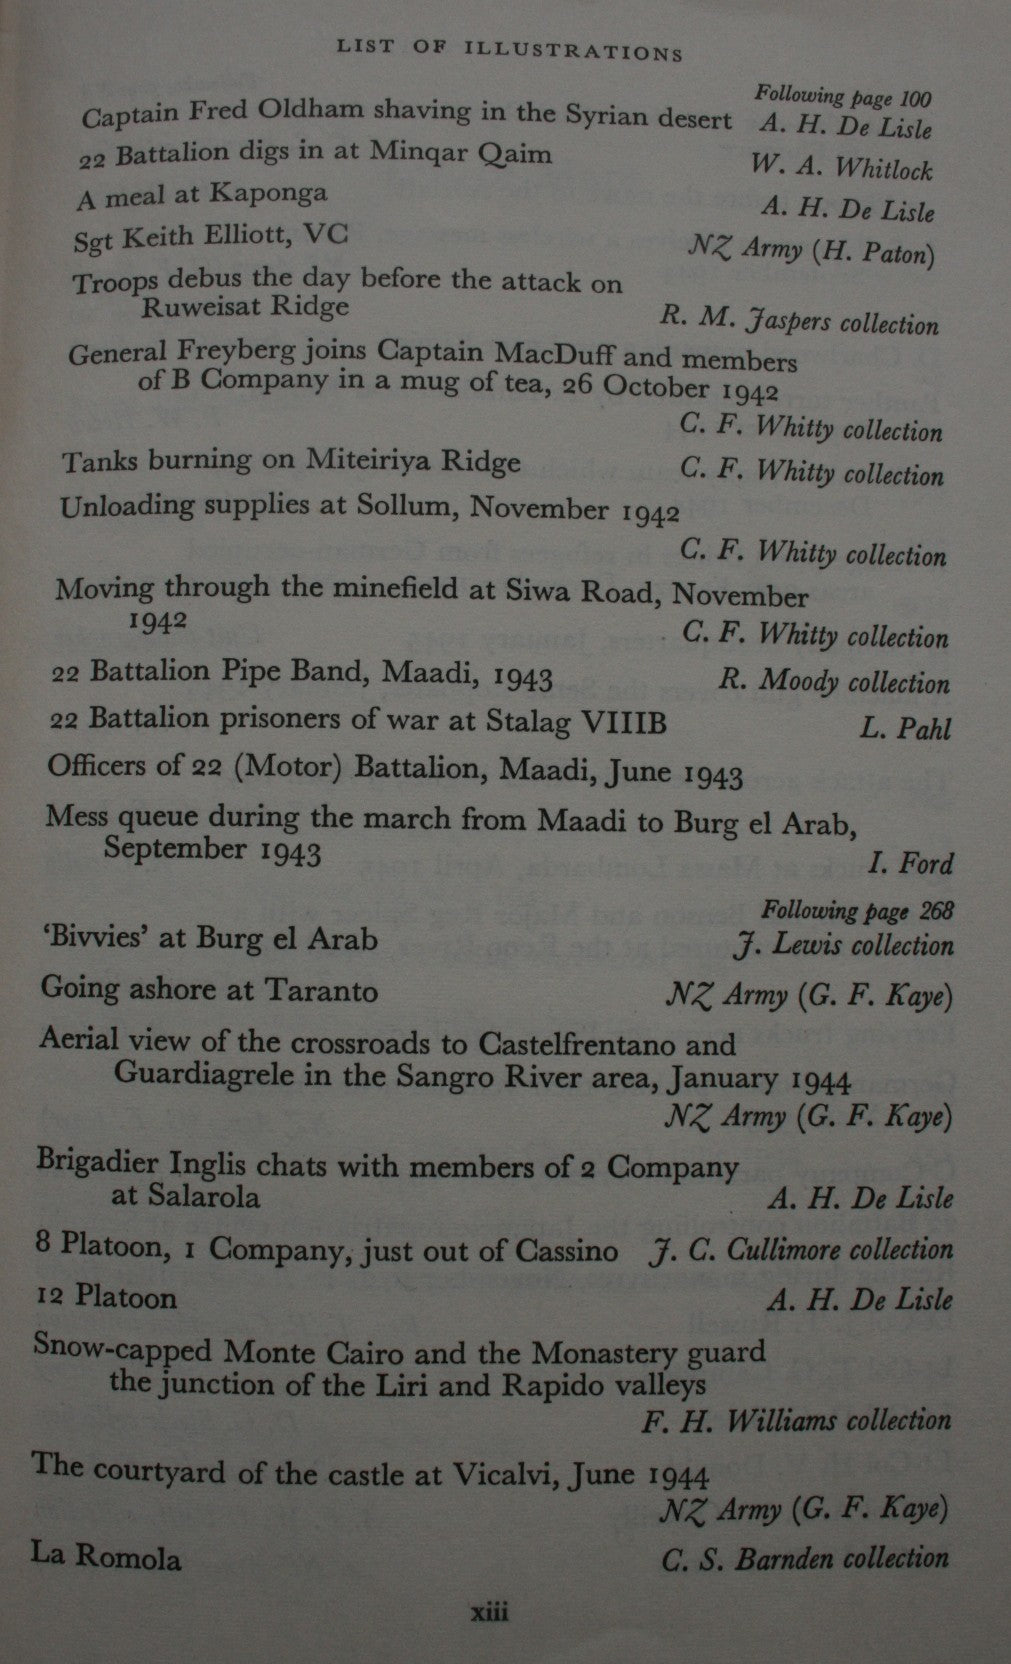 LIST OF ILLUSTRATIONS
Following page 100
Captain Fred Oldham shaving in the Syrian desert A. H. De Lisle
22 Battalion digs in at Minqar Qaim W. A. Whitlock
A meal at Kaponga A. H. De Lisle
Sgt Keith Elliott, VC NZ Army (H. Paton)
Troops debus the day before the attack on
Ruweisat Ridge R. M. Jaspers collection
General Freyberg joins Captain MacDuff and members
of B Company in a mug of tea, 26 October 1942
C. F. Whitty collection
Tanks burning on Miteiriya Ridge C. F. Whitty collection
Unloading supplies at Sollum, November 1942
C. F. Whitty collection
Moving through the minefield at Siwa Road, November
1942 C. F. Whitty collection
22 Battalion Pipe Band, Maadi, 1943 R. Moody collection
22 Battalion prisoners of war at Stalag VIIIB L. Pahl
Officers of 22 (Motor) Battalion, Maadi, June 1943
Mess queue during the march from Maadi to Burg el Arab,
September 1943 I. Ford
Following page 268
‘Bivvies’ at Burg el Arab J. Lewis collection
Going ashore at Taranto NZ Army (G. F. Kaye)
Aerial view of the crossroads to Castelfrentano and
Guardiagrele in the Sangro River area, January 1944
NZ Army (G. F. Kaye)
Brigadier Inglis chats with members of 2 Company
at Salarola A. H. De Lisle
8 Platoon, 1 Company, just out of Cassino J. C. Cullimore collection
12 Platoon A. H. De Lisle
Snow-capped Monte Cairo and the Monastery guard
the junction of the Liri and Rapido valleys
F. H. Williams collection
The courtyard of the castle at Vicalvi, June 1944
NZ Army (G. F. Kaye)
La Romola C. S. Barnden collection
xiii